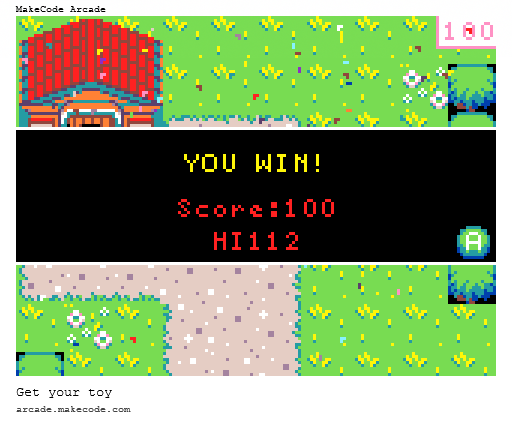 MakeCode Arcade
100
YOU WIN!
Score:100
HI112
A
Get your toy
arcade.makecode.com